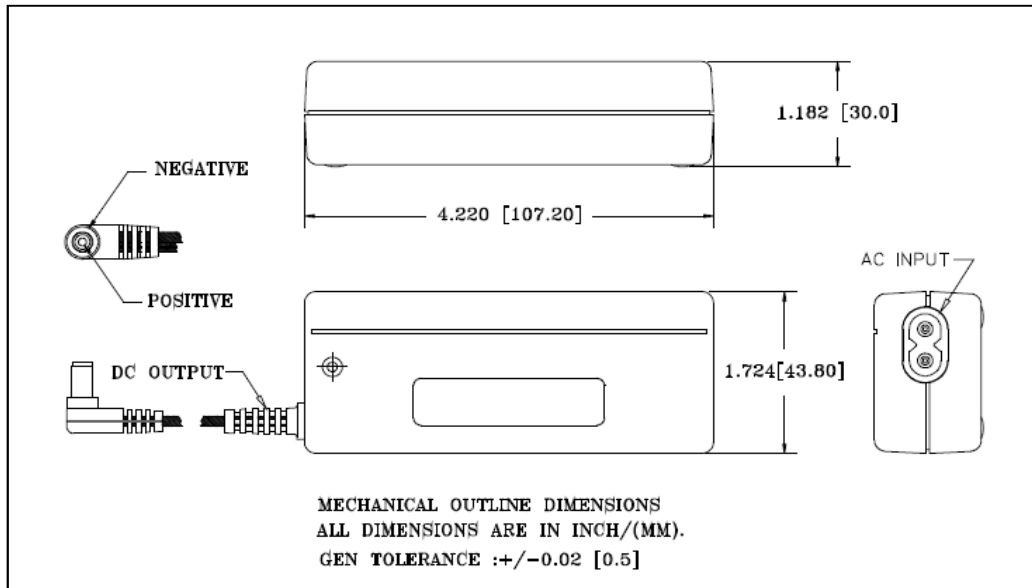 1.182 [30.0]
NEGATIVE
4.220 [107.20]
AC INPUT
POSITIVE
DC OUTPUT
1.724[43.80]
MECHANICAL OUTLINE DIMENSIONS
ALL DIMENSIONS ARE IN INCH/(MM).
GEN TOLERANCE :+/-0.02 [0.5]